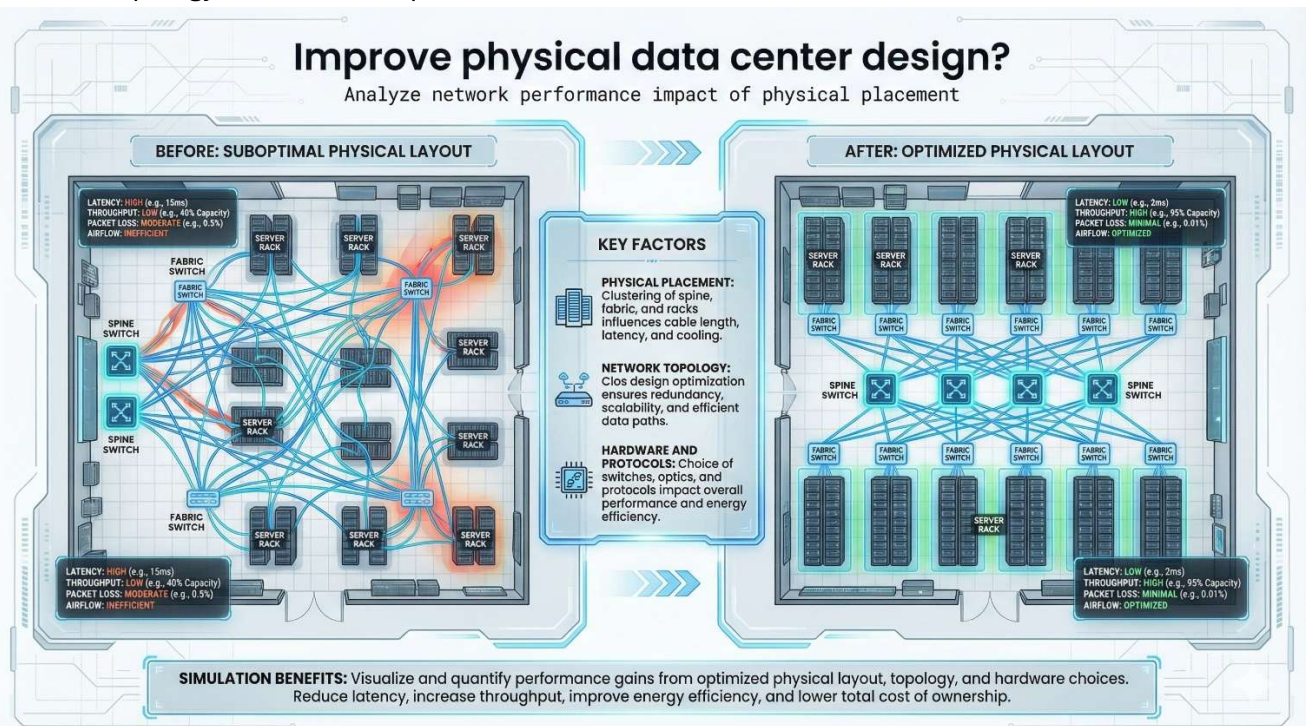 Improve physical data center design?
Analyze network performance impact of physical placement
BEFORE: SUBOPTIMAL PHYSICAL LAYOUT
LATENCY: HIGH (e.g., 15ms)
THROUGHPUT: LOW (e.g., 40% Capacity)
PACKET LOSS: MODERATE (e.g., 0.5%)
AIRFLOW: INEFFICIENT
SERVER
RACK
SERVER
RACK
SERVER
RACK
FABRIC
SWITCH
FABRIC
SWITCH
FABRIC
SWITCH
SPINE
SWITCH
SERVER
RACK
SERVER
RACK
SPINE
SWITCH
SERVER
RACK
FABRIC
SWITCH
SERVER
RACK
SERVER
RACK
SERVER
RACK
LATENCY: HIGH (e.g., 15ms)
THROUGHPUT: LOW (e.g., 40% Capacity)
PACKET LOSS: MODERATE (e.g., 0.5%)
AIRFLOW: INEFFICIENT
KEY FACTORS
PHYSICAL PLACEMENT:
Clustering of spine,
fabric, and racks
influences cable length,
latency, and cooling.
NETWORK TOPOLOGY:
Clos design optimization
ensures redundancy,
scalability, and efficient
data paths.
HARDWARE AND
PROTOCOLS: Choice of
switches, optics, and
protocols impact overall
performance and energy
efficiency.
AFTER: OPTIMIZED PHYSICAL LAYOUT
LATENCY: LOW (e.g., 2ms)
THROUGHPUT: HIGH (e.g., 95% Capacity)
PACKET LOSS: MINIMAL (e.g., 0.01%)
AIRFLOW: OPTIMIZED
SERVER
RACK
SERVER
RACK
SERVER
RACK
FABRIC
SWITCH
FABRIC
SWITCH
FABRIC
SWITCH
FABRIC
SWITCH
FABRIC
SWITCH
FABRIC
SWITCH
SPINE
SWITCH
SPINE
SWITCH
FABRIC
SWITCH
FABRIC
SWITCH
FABRIC
SWITCH
FABRIC
SWITCH
FABRIC
SWITCH
FABRIC
SWITCH
SERVER
RACK
LATENCY: LOW (e.g., 2ms)
THROUGHPUT: HIGH (e.g., 95% Capacity)
PACKET LOSS: MINIMAL (e.g., 0.01%)
AIRFLOW: OPTIMIZED
SIMULATION BENEFITS: Visualize and quantify performance gains from optimized physical layout, topology, and hardware choices.
Reduce latency, increase throughput, improve energy efficiency, and lower total cost of ownership.